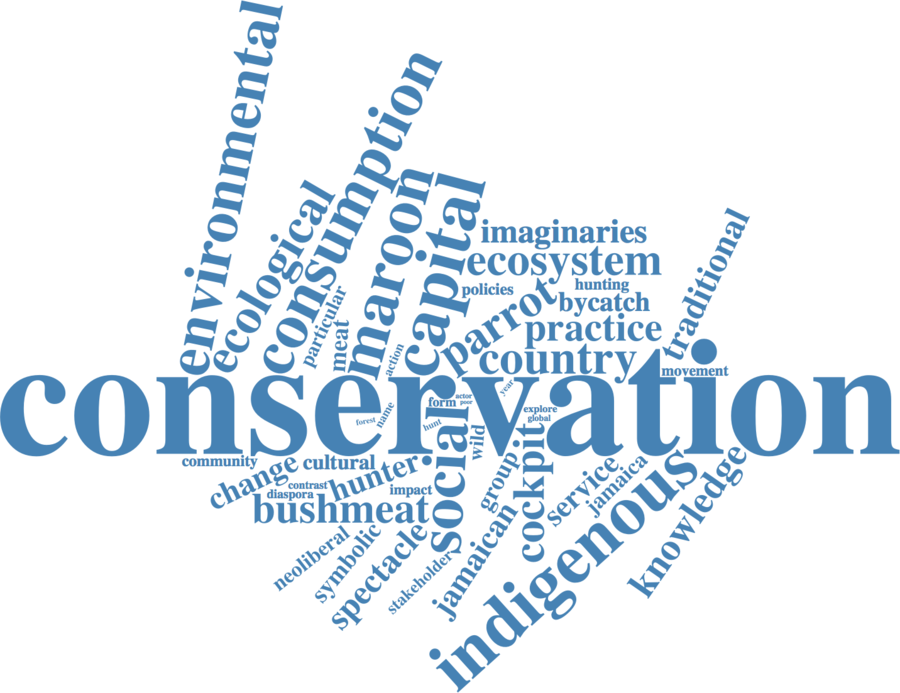 environmental
ecological
consumption
particular
meat
maroon
action
capital
imaginaries
ecosystem
policies
hunting
parrot
bycatch
practice
country
traditional
movement
conservation
forest
name
form
actor
poor
hunt
year
explore
global
wild
social
community
change
cultural
contrast
diaspora
hunter
impact
bushmeat
group
cockpit
service
jamaica
indigenous
knowledge
neoliberal
symbolic
spectacle
stakeholder
jamaican